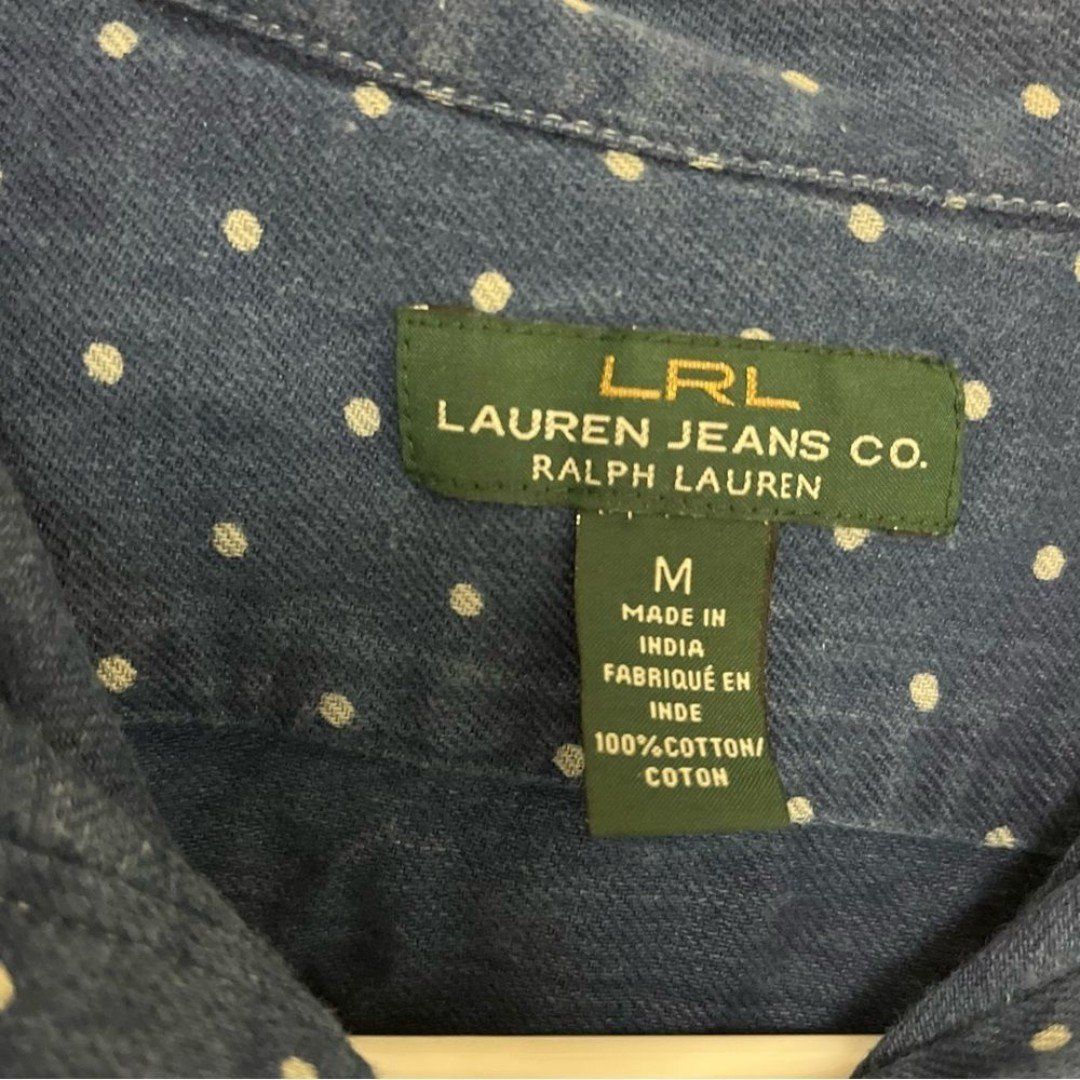 LRL
LAUREN JEANS CO.
RALPH LAUREN
M
MADE IN
INDIA
FABRIQUÉ EN
INDE
100%COTTON/
COTON